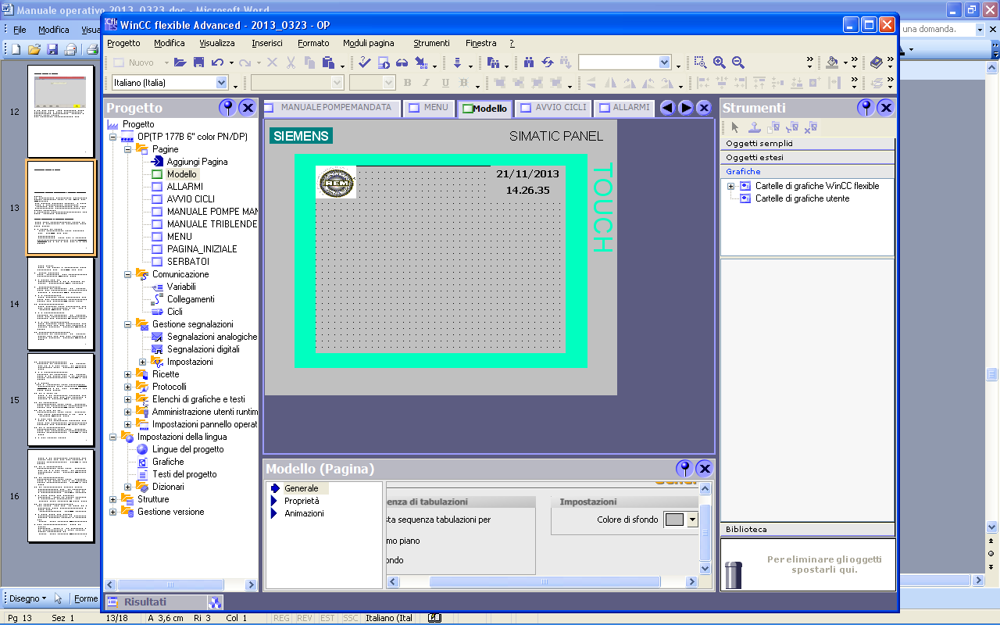 Manuale operativo 2013_0323.doc - Microsoft Word
File Modifica Visua
una domanda.
WinCC flexible Advanced - 2013_0323 - OP
Progetto Modifica Visualizza Inserisci Formato Moduli pagina Strumenti Finestra ?
Nuovo
Italiano (Italia)
B I U B
Progetto
Progetto
OP(TP 177B 6" color PN/DP)
Pagine
Aggiungi Pagina
Modello
ALLARMI
AVVIO CICLI
MANUALE POMPE MAN
MANUALE TRIBLENDE
MENU
PAGINA_INIZIALE
SERBATOI
Comunicazione
Variabili
Collegamenti
Cicli
Gestione segnalazioni
Segnalazioni analogiche
Segnalazioni digitali
Impostazioni
Ricette
Protocolli
Elenchi di grafiche e testi
Amministrazione utenti runtim
Impostazioni pannello operat
Impostazioni della lingua
Lingue del progetto
Grafiche
Testi del progetto
Dizionari
Strutture
Gestione versione
MANUALE POMPE MANDATA MENU Modello AVVIO CICLI ALLARMI
SIEMENS SIMATIC PANEL
REM
21/11/2013
14.26.35
TOUCH
Strumenti
Oggetti semplici
Oggetti estesi
Grafiche
Cartelle di grafiche WinCC flexible
Cartelle di grafiche utente
Biblioteca
Per eliminare gli oggetti
spostarli qui.
Modello (Pagina)
Generale
Proprietà
Animazioni
enza di tabulazioni
sta sequenza tabulazioni per
mo piano
ondo
Impostazioni
Colore di sfondo
Risultati
12
13
14
15
16
Disegno Forme
Pg 13 Sez 1 13/18 A 3,6 cm Ri 3 Col 1 REG REV EST SSC Italiano (Ital